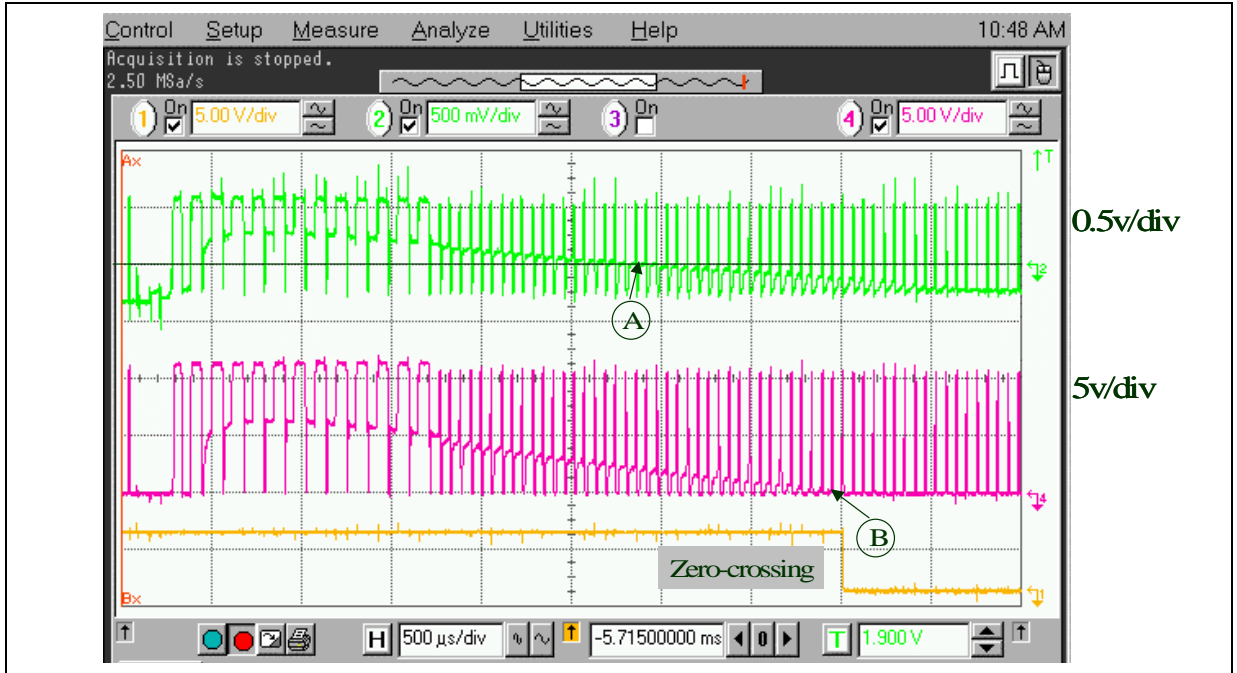 Control Setup Measure Analyze Utilities Help 10:48 AM
Acquisition is stopped.
2.50 MSa/s
1 On 5.00 V/div 2 On 500 mV/div 3 On 4 On 5.00 V/div
Ax
T
0.5v/div
2
A
5v/div
4
B
Zero-crossing
Bx
1
H 500 µs/div -5.71500000 ms 0 T 1.900 V